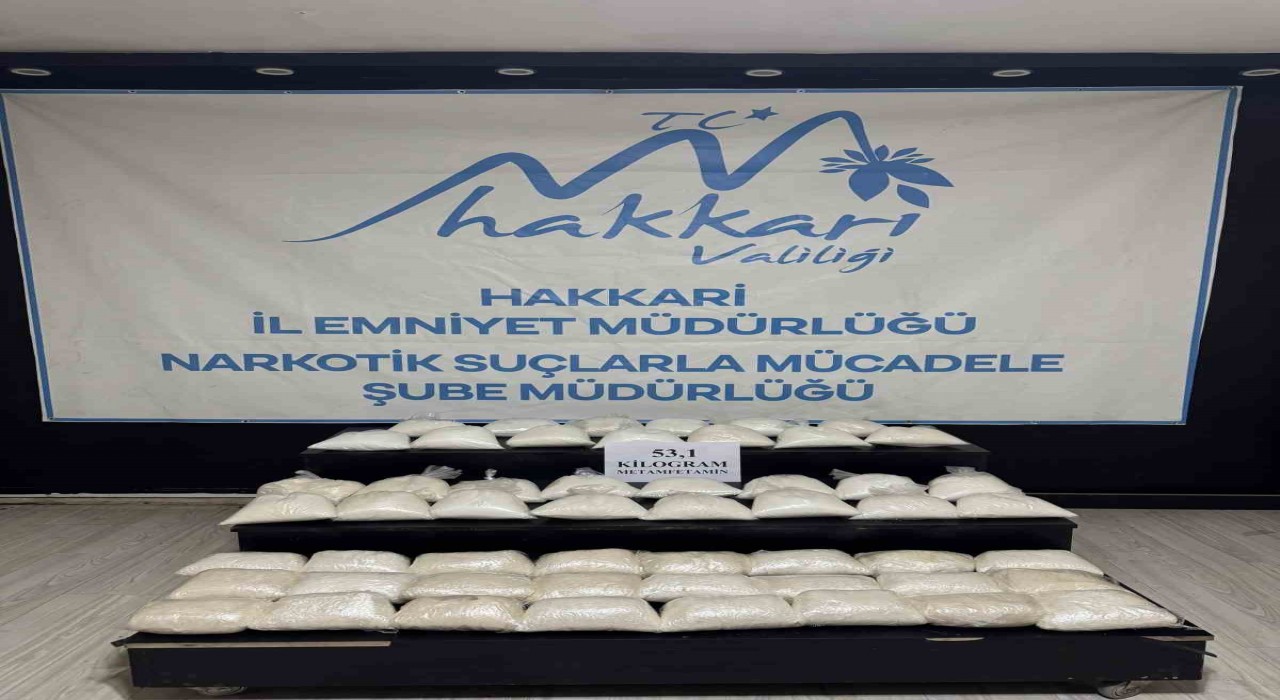 TC
hakkari
Valiliği
HAKKARİ
İL EMNİYET MÜDÜRLÜĞÜ
NARKOTİK SUÇLARLA MÜCADELE
ŞUBE MÜDÜRLÜĞÜ
53,1
KİLOGRAM
METAMFETAMİN